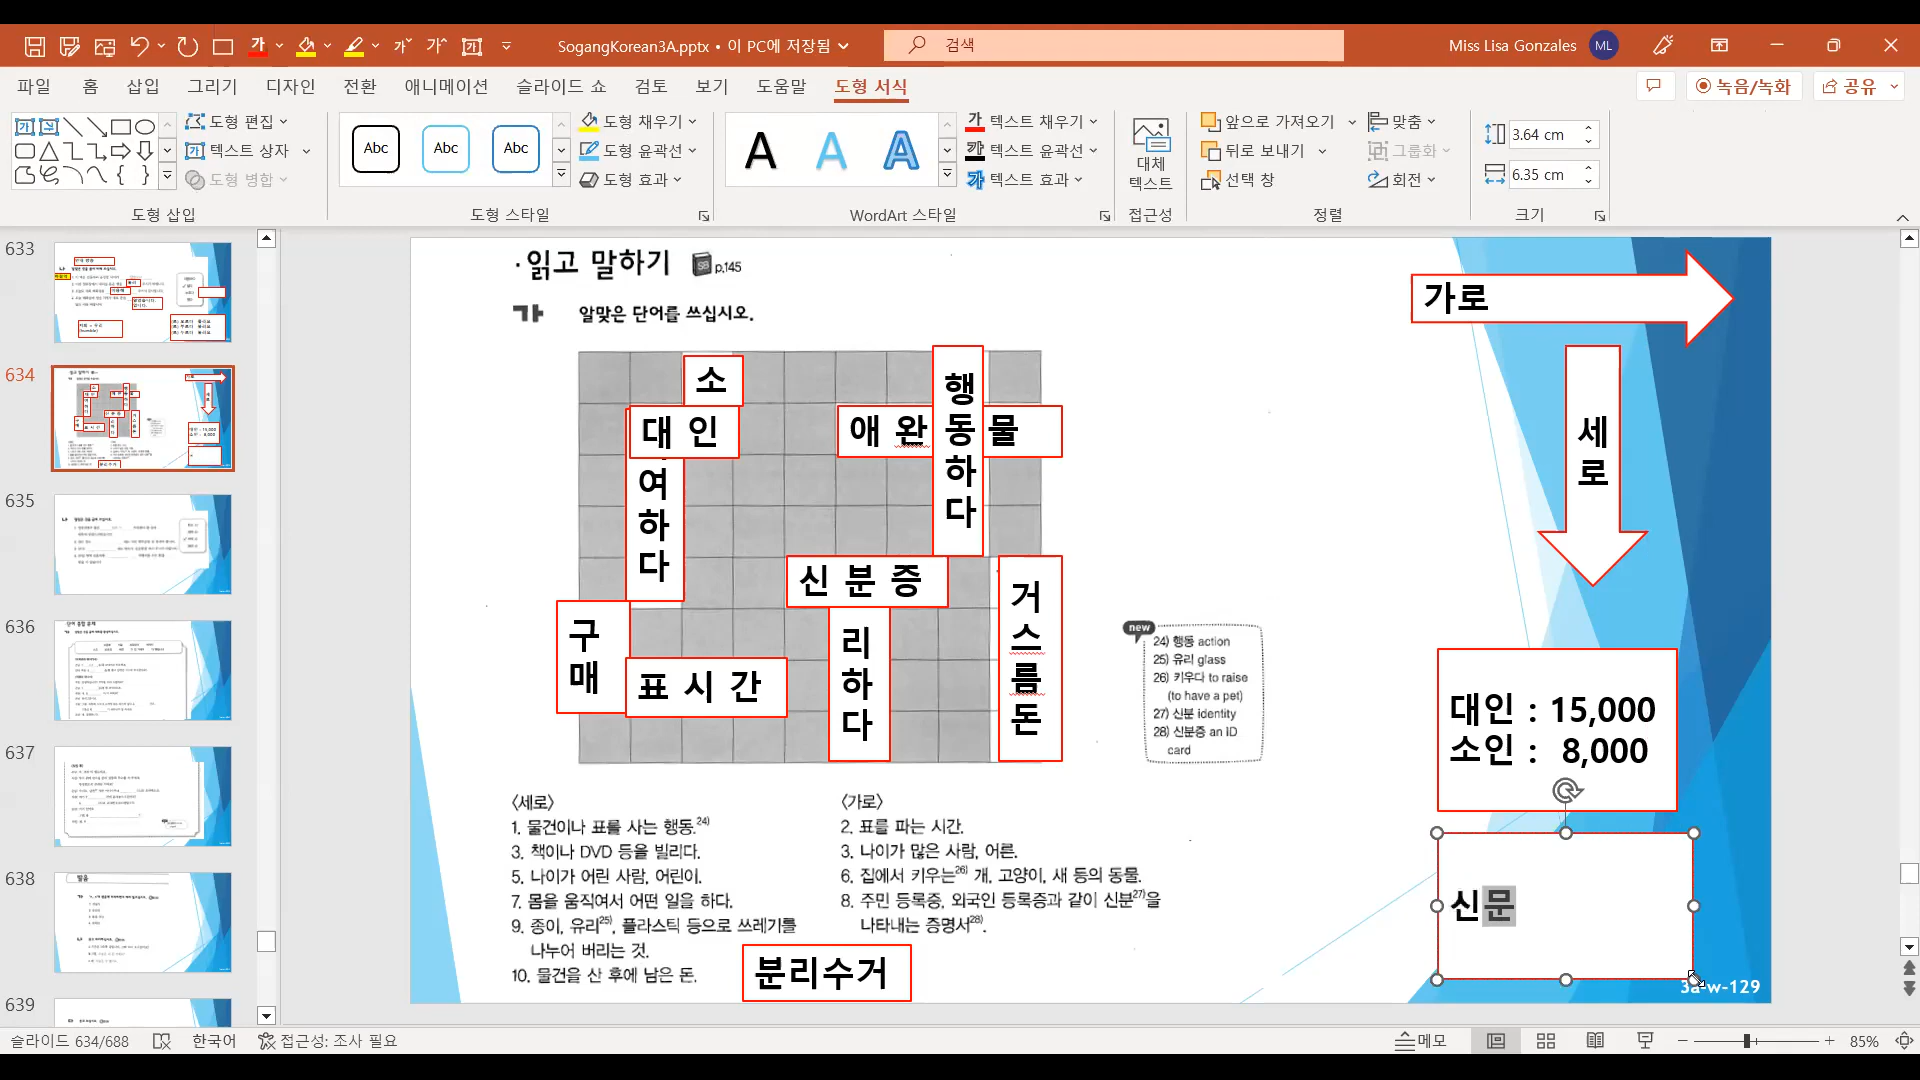 SogangKorean3A.pptx • 이 PC에 저장됨
검색
Miss Lisa Gonzales
ML
파일 홈 삽입 그리기 디자인 전환 애니메이션 슬라이드 쇼 검토 보기 도움말 도형 서식
녹음/녹화
공유
도형 편집
텍스트 상자
도형 병합
도형 삽입
Abc Abc Abc
도형 채우기
도형 윤곽선
도형 효과
도형 스타일
A A A
텍스트 채우기
텍스트 윤곽선
텍스트 효과
WordArt 스타일
대체
텍스트
접근성
앞으로 가져오기
뒤로 보내기
선택 창
맞춤
그룹화
회전
정렬
3.64 cm
6.35 cm
크기
633
634
635
636
637
638
639
·읽고 말하기 SB p.145
가 알맞은 단어를 쓰십시오.
가로
세
로
소
대 인
여
하
다
애 완
행
동
하
다
물
신 분 증
리
하
다
거
스
름
돈
구
매
표 시 간
new
24) 행동 action
25) 유리 glass
26) 키우다 to raise
(to have a pet)
27) 신분 identity
28) 신분증 an ID
card
대인 : 15,000
소인 : 8,000
신문
〈세로〉
1. 물건이나 표를 사는 행동.24)
3. 책이나 DVD 등을 빌리다.
5. 나이가 어린 사람, 어린이.
7. 몸을 움직여서 어떤 일을 하다.
9. 종이, 유리25), 플라스틱 등으로 쓰레기를
나누어 버리는 것.
10. 물건을 산 후에 남은 돈.
〈가로〉
2. 표를 파는 시간.
3. 나이가 많은 사람, 어른.
6. 집에서 키우는26) 개, 고양이, 새 등의 동물.
8. 주민 등록증, 외국인 등록증과 같이 신분27)을
나타내는 증명서28).
분리수거
3a-w-129
슬라이드 634/688
한국어
접근성: 조사 필요
메모
85%